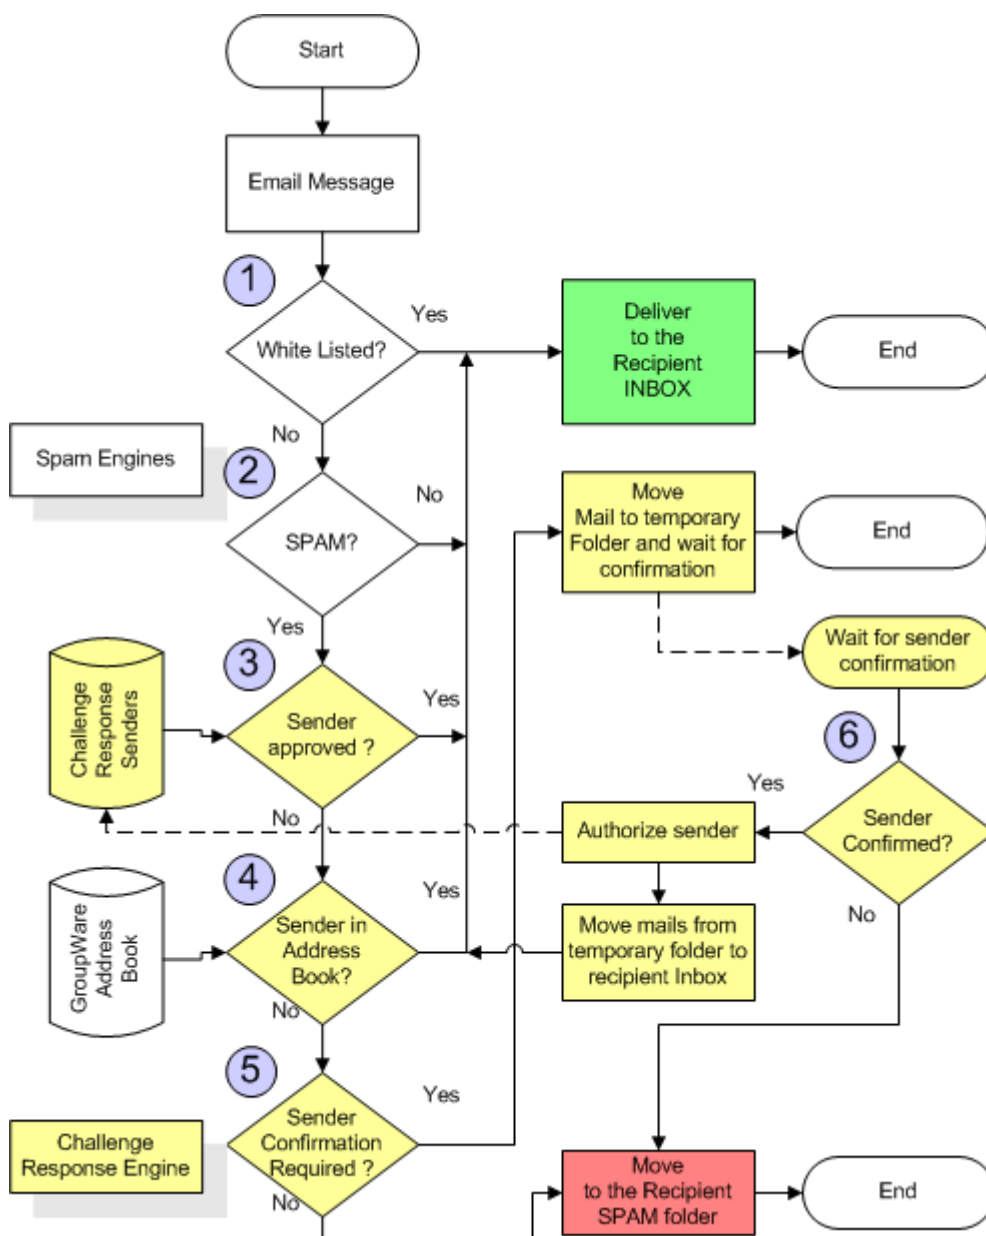 Start
Email Message
1
White Listed?
Yes
Deliver
to the
Recipient
INBOX
End
No
Spam Engines
2
SPAM?
No
Move
Mail to temporary
Folder and wait for
confirmation
End
Yes
3
Challenge
Response
Senders
Sender
approved ?
Yes
Wait for sender
confirmation
6
Yes
Sender
Confirmed?
Authorize sender
No
No
4
GroupWare
Address
Book
Sender in
Address
Book?
Yes
Move mails from
temporary folder to
recipient Inbox
No
5
Challenge
Response Engine
Sender
Confirmation
Required ?
Yes
No
Move
to the Recipient
SPAM folder
End